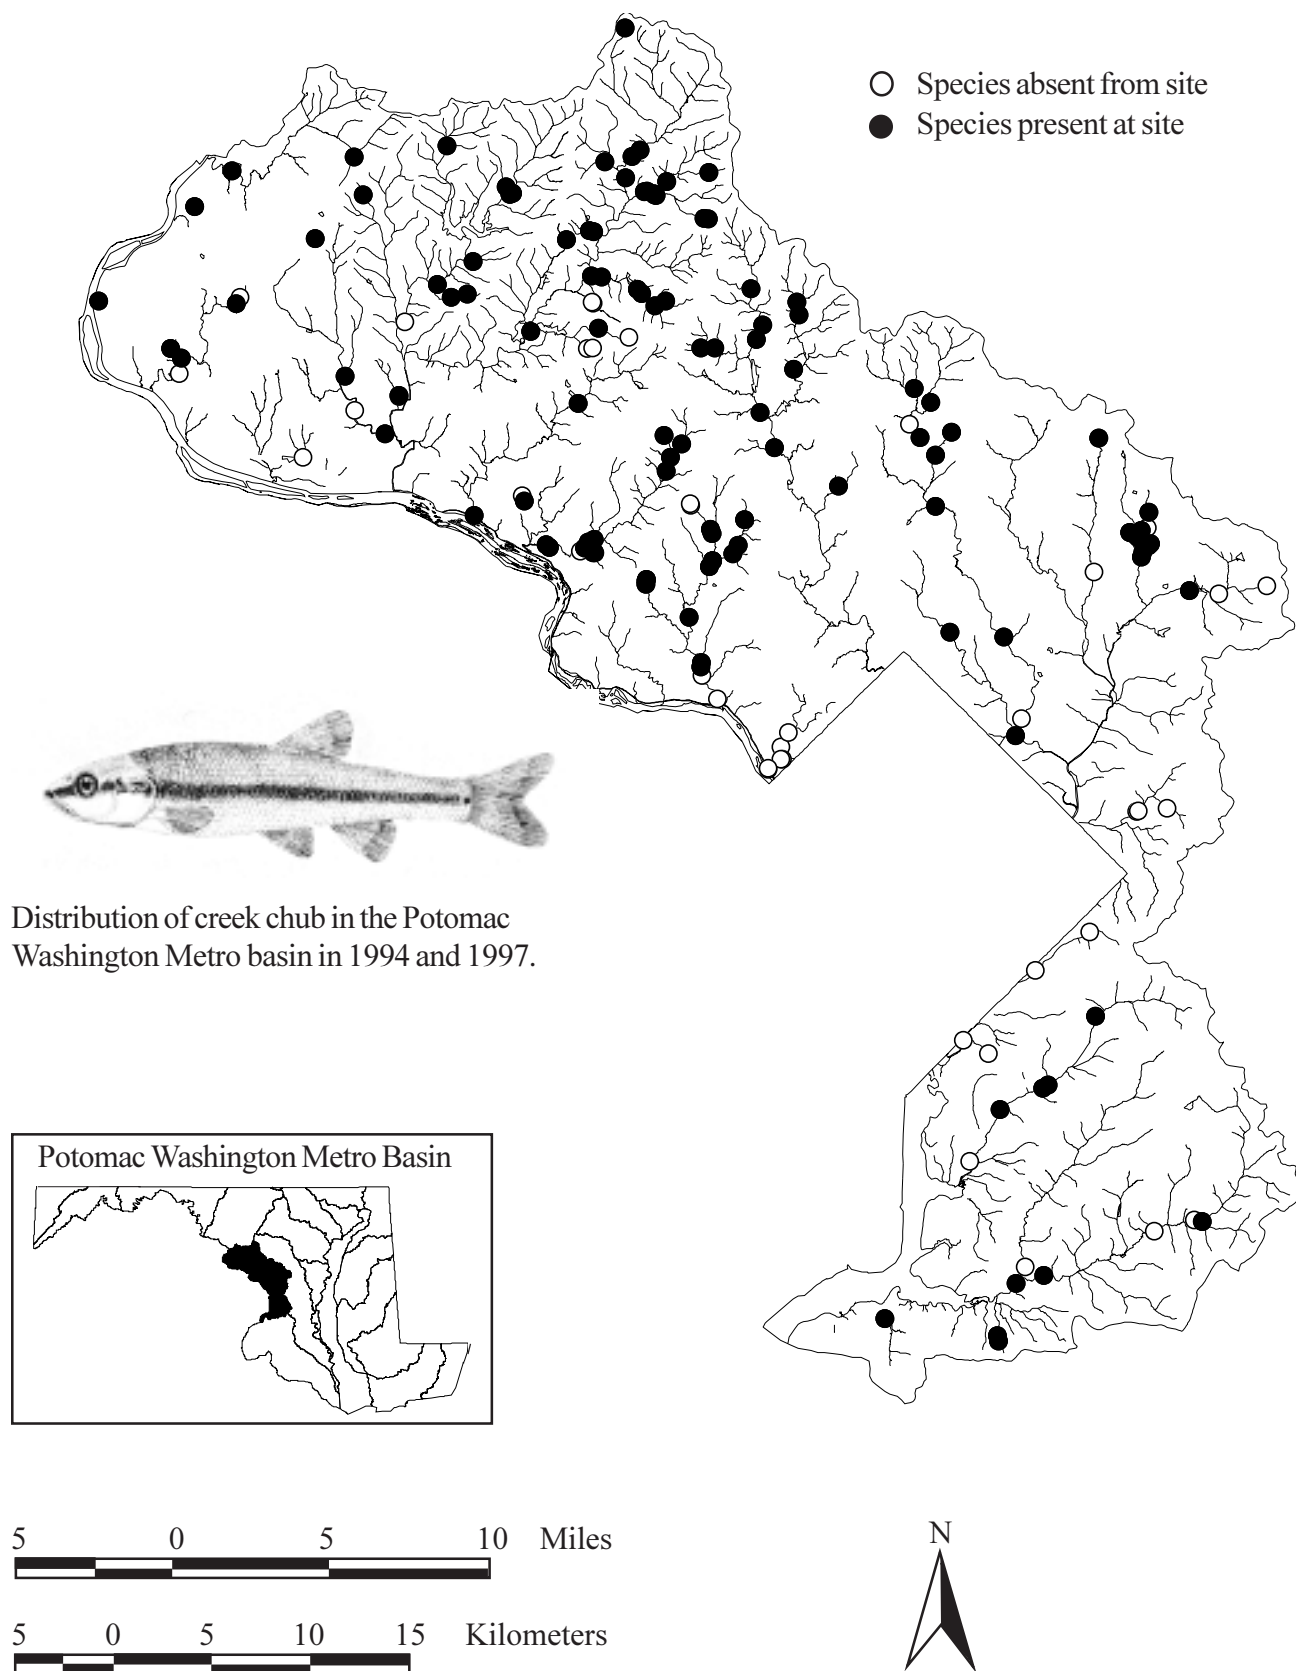 Species absent from site
Species present at site
Distribution of creek chub in the Potomac
Washington Metro basin in 1994 and 1997.
Potomac Washington Metro Basin
5 0 5 10 Miles
5 0 5 10 15 Kilometers
N